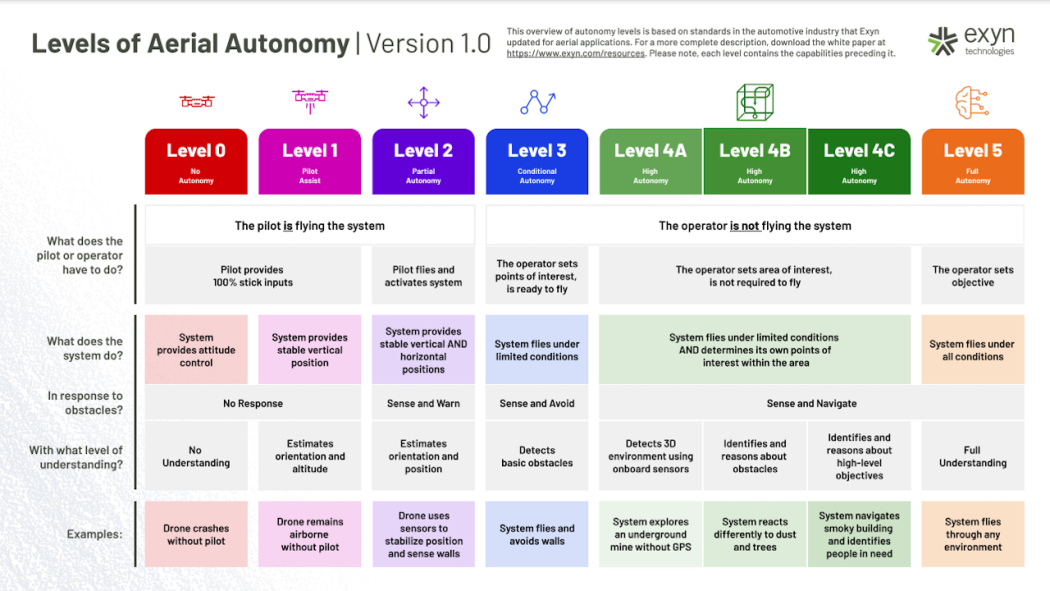 Levels of Aerial Autonomy | Version 1.0
This overview of autonomy levels is based on standards in the automotive industry that Exyn
updated for aerial applications. For a more complete description, download the white paper at
https://www.exyn.com/resources. Please note, each level contains the capabilities preceding it.
exyn
technologies
Level 0
No
Autonomy
Level 1
Pilot
Assist
Level 2
Partial
Autonomy
Level 3
Conditional
Autonomy
Level 4A
High
Autonomy
Level 4B
High
Autonomy
Level 4C
High
Autonomy
Level 5
Full
Autonomy
What does the
pilot or operator
have to do?
The pilot is flying the system
The operator is not flying the system
Pilot provides
100% stick inputs
Pilot flies and
activates system
The operator sets
points of interest,
is ready to fly
The operator sets area of interest,
is not required to fly
The operator sets
objective
What does the
system do?
System
provides attitude
control
System provides
stable vertical
position
System provides
stable vertical AND
horizontal
positions
System flies under
limited conditions
System flies under limited conditions
AND determines its own points of
interest within the area
System flies under
all conditions
In response to
obstacles?
No Response
Sense and Warn
Sense and Avoid
Sense and Navigate
With what level of
understanding?
No
Understanding
Estimates
orientation and
altitude
Estimates
orientation and
position
Detects
basic obstacles
Detects 3D
environment using
onboard sensors
Identifies and
reasons about
obstacles
Identifies and
reasons about
high-level
objectives
Full
Understanding
Examples:
Drone crashes
without pilot
Drone remains
airborne
without pilot
Drone uses
sensors to
stabilize position
and sense walls
System flies and
avoids walls
System explores
an underground
mine without GPS
System reacts
differently to dust
and trees
System navigates
smoky building
and identifies
people in need
System flies
through any
environment